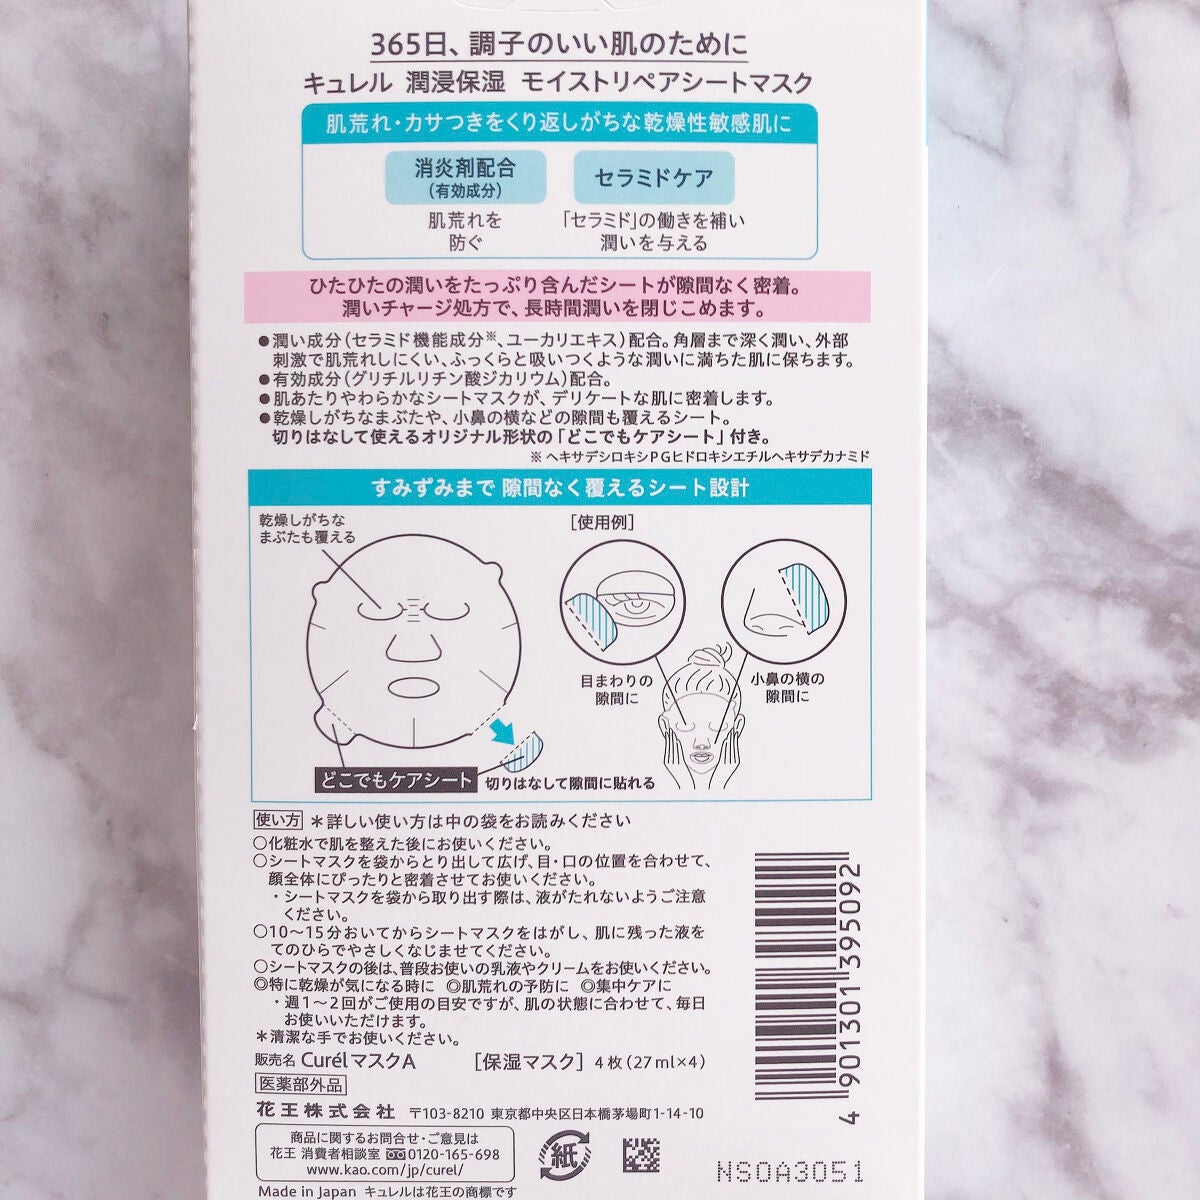 365日、調子のいい肌のために
キュレル 潤浸保湿 モイストリペアシートマスク
肌荒れ・カサつきをくり返しがちな乾燥性敏感肌に
消炎剤配合
(有効成分)
セラミドケア
肌荒れを
防ぐ
「セラミド」の働きを補い
潤いを与える
ひたひたの潤いをたっぷり含んだシートが隙間なく密着。
潤いチャージ処方で、長時間潤いを閉じこめます。
●潤い成分(セラミド機能成分※、ユーカリエキス)配合。角層まで深く潤い、外部
刺激で肌荒れしにくい、ふっくらと吸いつくような潤いに満ちた肌に保ちます。
●有効成分(グリチルリチン酸ジカリウム)配合。
●肌あたりやわらかなシートマスクが、デリケートな肌に密着します。
●乾燥しがちなまぶたや、小鼻の横などの隙間も覆えるシート。
切りはなして使えるオリジナル形状の「どこでもケアシート」付き。
※ ヘキサデシロキシPGヒドロキシエチルヘキサデカナミド
すみずみまで 隙間なく覆えるシート設計
乾燥しがちな
まぶたも覆える
[使用例]
目まわりの
隙間に
小鼻の横の
隙間に
どこでもケアシート
切りはなして隙間に貼れる
使い方 *詳しい使い方は中の袋をお読みください
○化粧水で肌を整えた後にお使いください。
○シートマスクを袋からとり出して広げ、目・口の位置を合わせて、
顔全体にぴったりと密着させてお使いください。
・シートマスクを袋から取り出す際は、液がたれないようご注意
ください。
○10～15分おいてからシートマスクをはがし、肌に残った液を
てのひらでやさしくなじませてください。
○シートマスクの後は、普段お使いの乳液やクリームをお使いください。
◎特に乾燥が気になる時に ◎肌荒れの予防に ◎集中ケアに
・週1～2回がご使用の目安ですが、肌の状態に合わせて、毎日
お使いいただけます。
*清潔な手でお使いください。
販売名 Curél マスクA [保湿マスク] 4枚(27ml×4)
医薬部外品
花王株式会社 〒103-8210 東京都中央区日本橋茅場町1-14-10
商品に関するお問合せ・ご意見は
花王 消費者相談室 0120-165-698
www.kao.com/jp/curel/
Made in Japan キュレルは花王の商標です
紙
4 901301 395092
NSOA3051